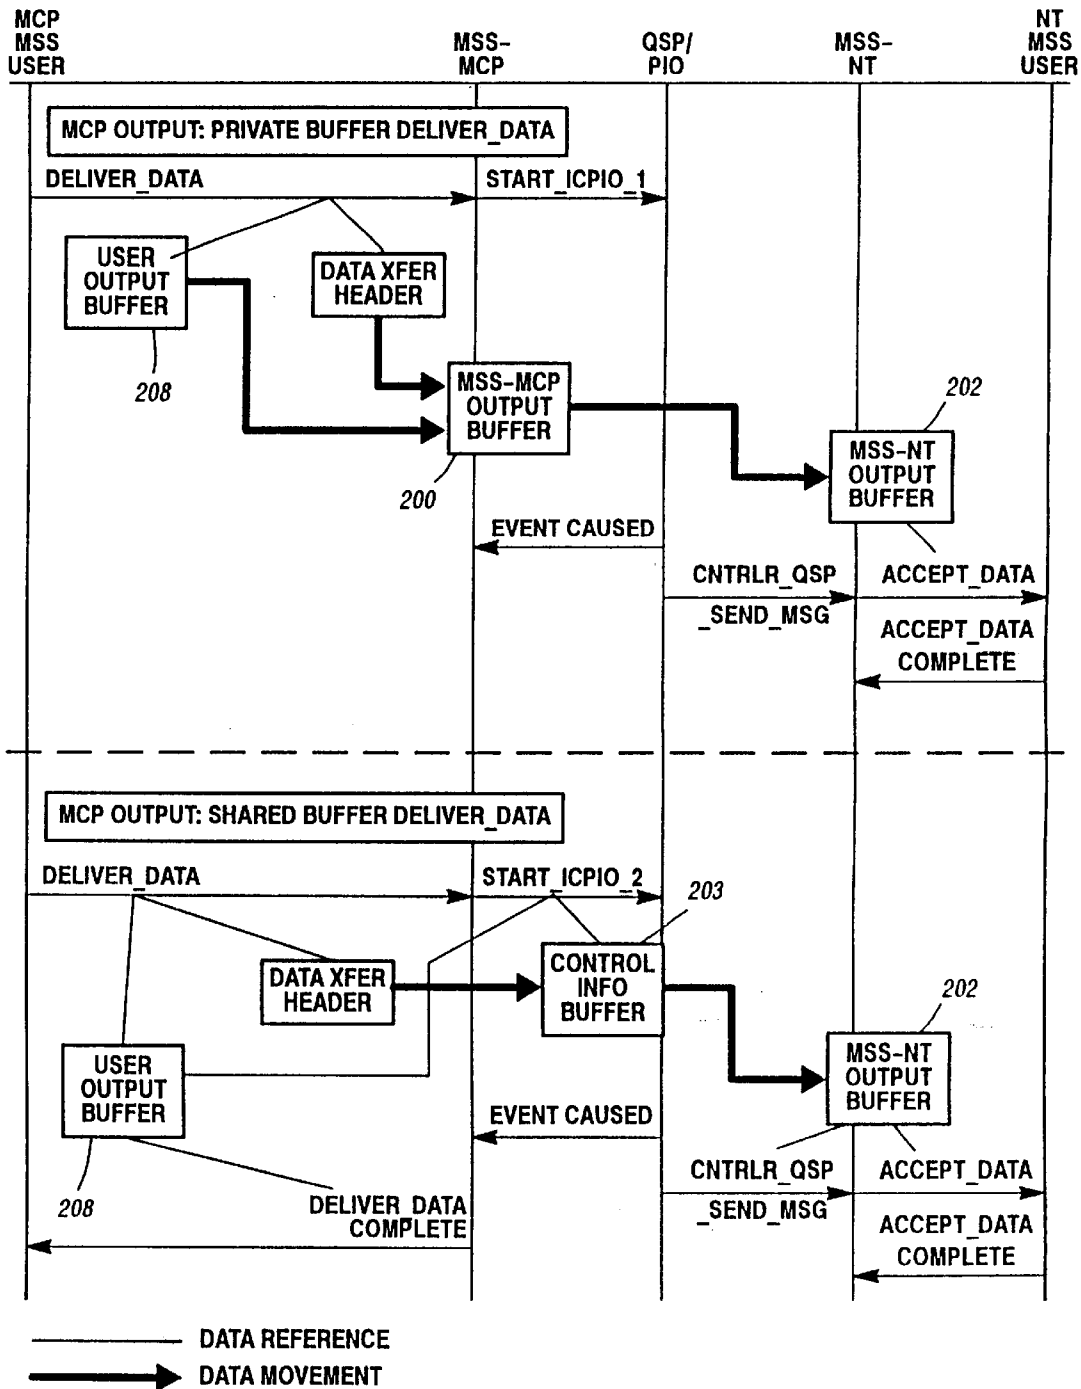 MCP
MSS
USER
MSS-
MCP
QSP/
PIO
MSS-
NT
NT
MSS
USER
MCP OUTPUT: PRIVATE BUFFER DELIVER_DATA
DELIVER_DATA
START_ICPIO_1
USER
OUTPUT
BUFFER
208
DATA XFER
HEADER
MSS-MCP
OUTPUT
BUFFER
200
202
MSS-NT
OUTPUT
BUFFER
EVENT CAUSED
CNTRLR_QSP
_SEND_MSG
ACCEPT_DATA
ACCEPT_DATA
COMPLETE
MCP OUTPUT: SHARED BUFFER DELIVER_DATA
DELIVER_DATA
START_ICPIO_2
203
DATA XFER
HEADER
CONTROL
INFO
BUFFER
202
USER
OUTPUT
BUFFER
208
MSS-NT
OUTPUT
BUFFER
EVENT CAUSED
CNTRLR_QSP
_SEND_MSG
ACCEPT_DATA
DELIVER_DATA
COMPLETE
ACCEPT_DATA
COMPLETE
DATA REFERENCE
DATA MOVEMENT